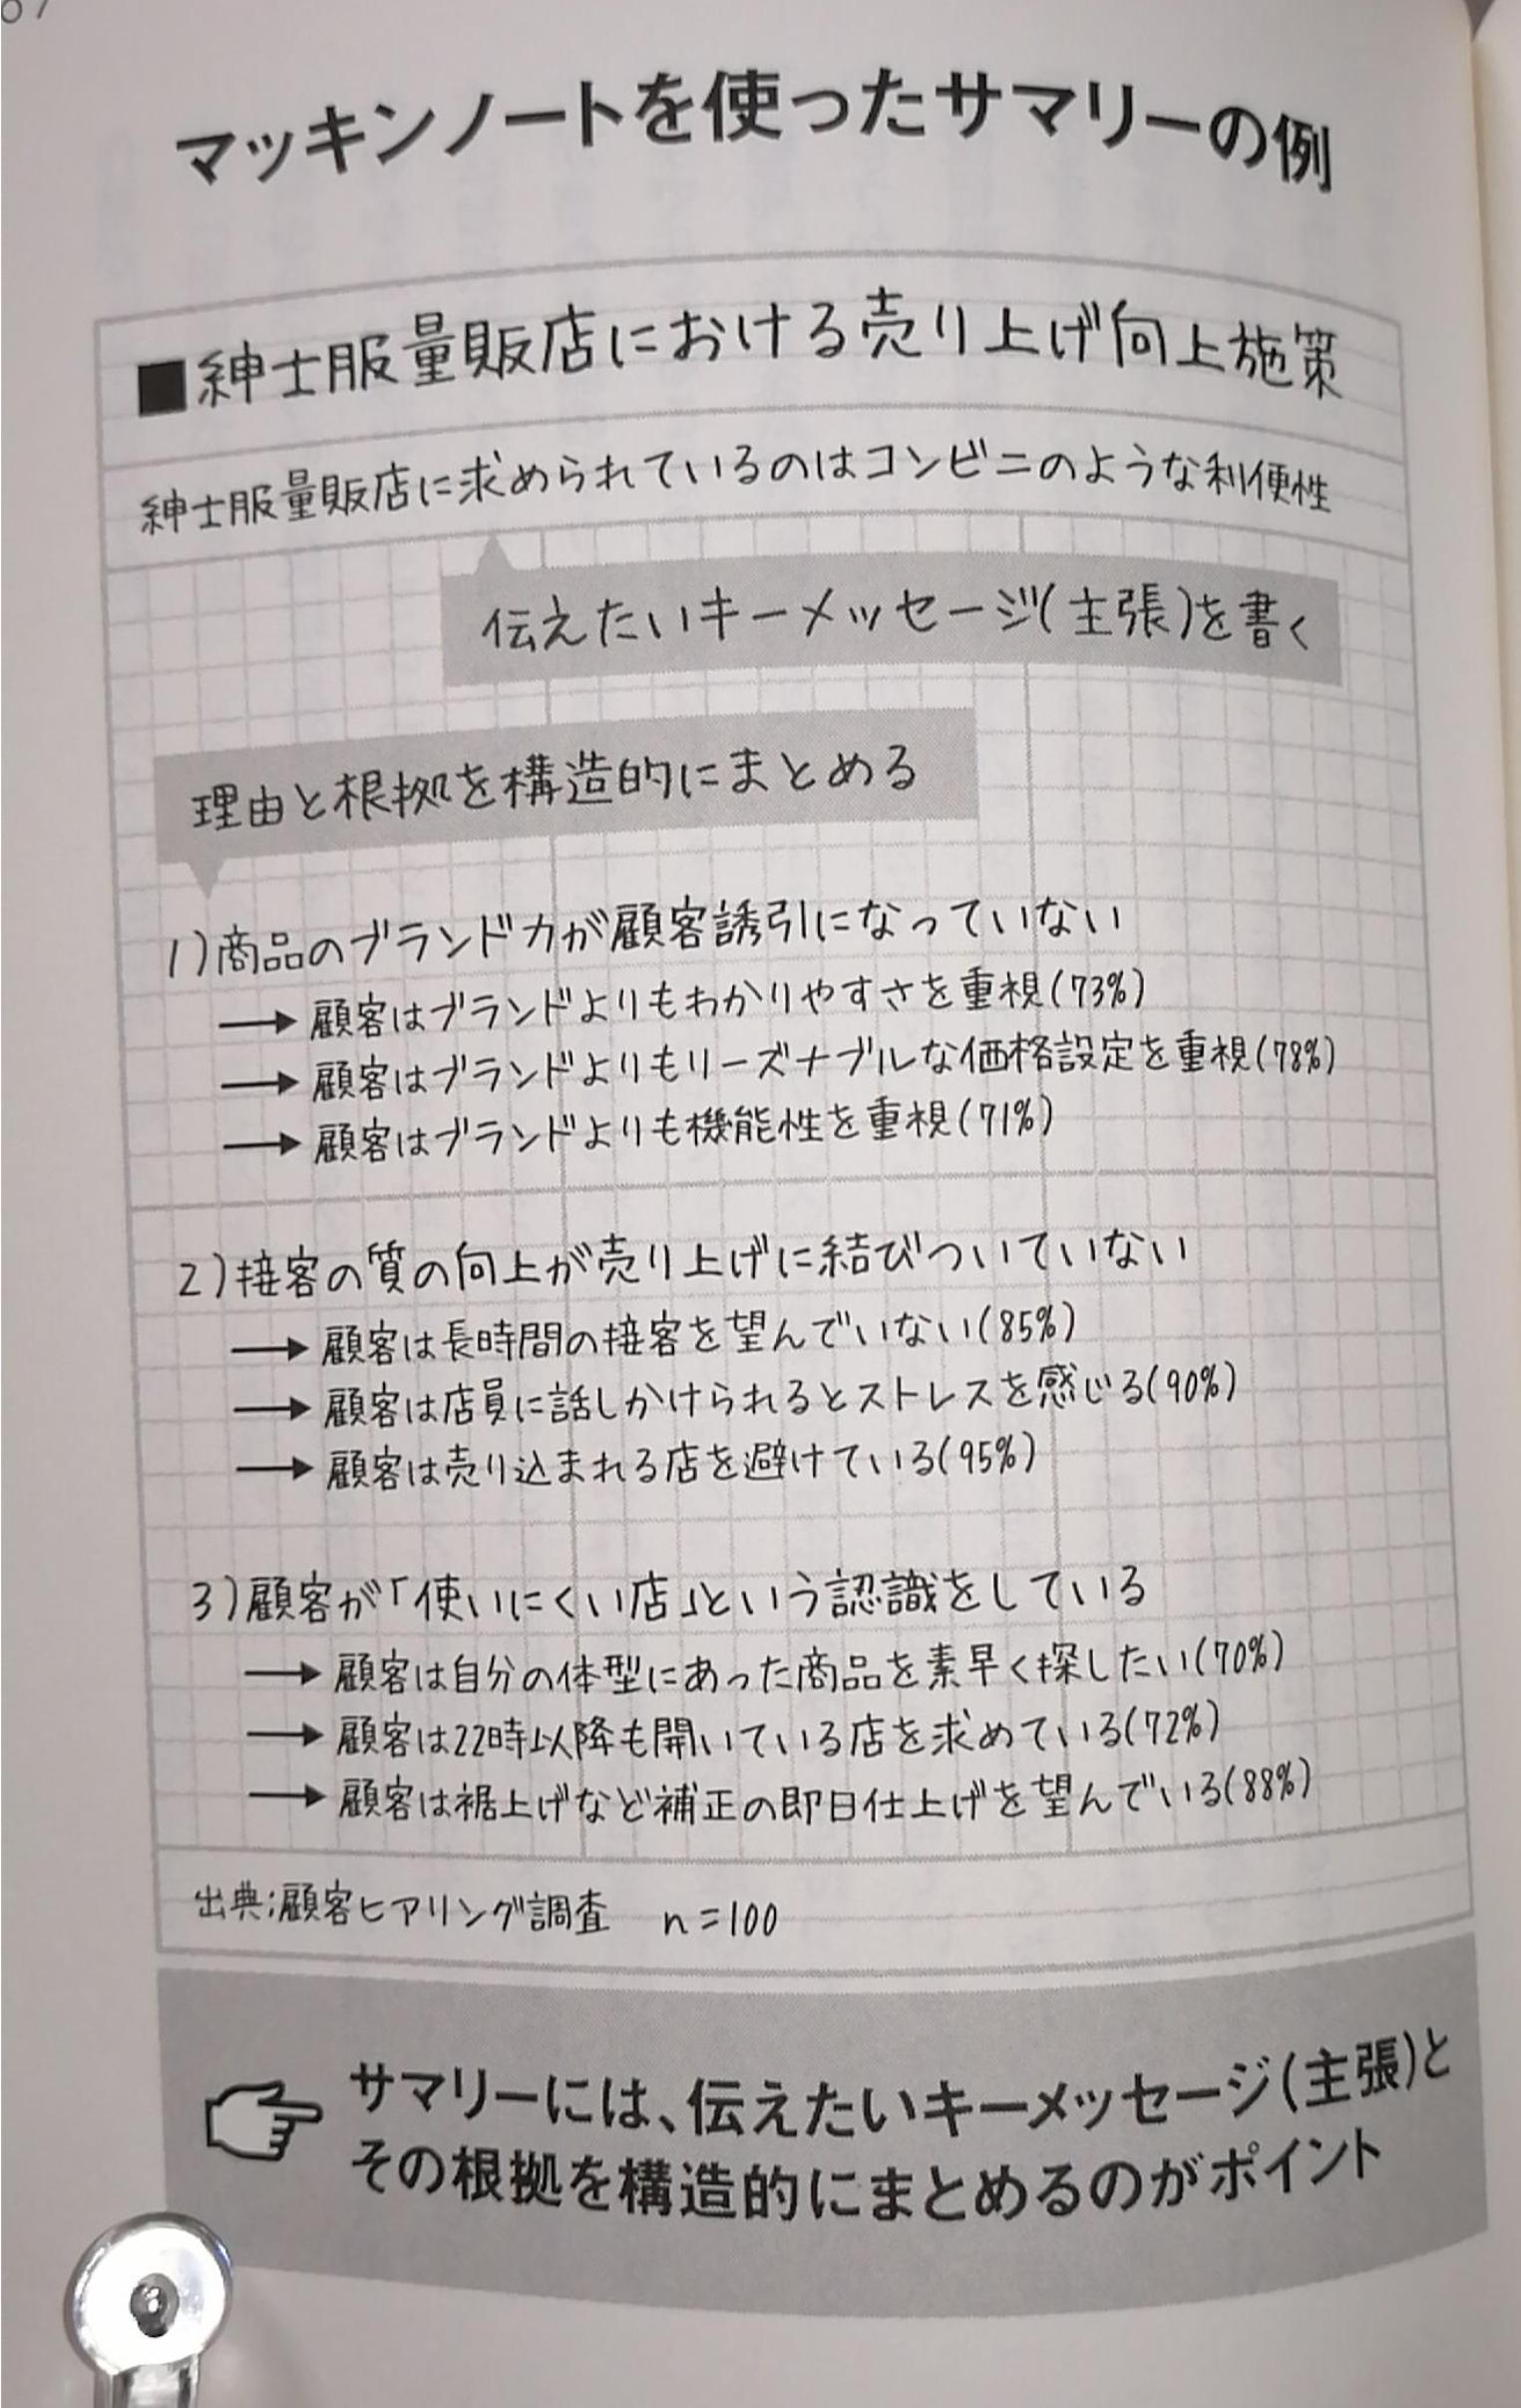 67
マッキンノートを使ったサマリーの例
■紳士服量販店における売り上げ向上施策
紳士服量販店に求められているのはコンビニのような利便性
伝えたいキーメッセージ(主張)を書く
理由と根拠を構造的にまとめる
1)商品のブランド力が顧客誘引になっていない
→顧客はブランドよりもわかりやすさを重視(73%)
→顧客はブランドよりもリーズナブルな価格設定を重視(78%)
→顧客はブランドよりも機能性を重視(71%)
2)接客の質の向上が売り上げに結びついていない
→顧客は長時間の接客を望んでいない(85%)
→顧客は店員に話しかけられるとストレスを感じる(90%)
→顧客は売り込まれる店を避けている(95%)
3)顧客が「使いにくい店」という認識をしている
→顧客は自分の体型にあった商品を素早く探したい(70%)
→顧客は22時以降も開いている店を求めている(72%)
→顧客は裾上げなど補正の即日仕上げを望んでいる(88%)
出典:顧客ヒアリング調査 n=100
サマリーには、伝えたいキーメッセージ(主張)と
その根拠を構造的にまとめるのがポイント